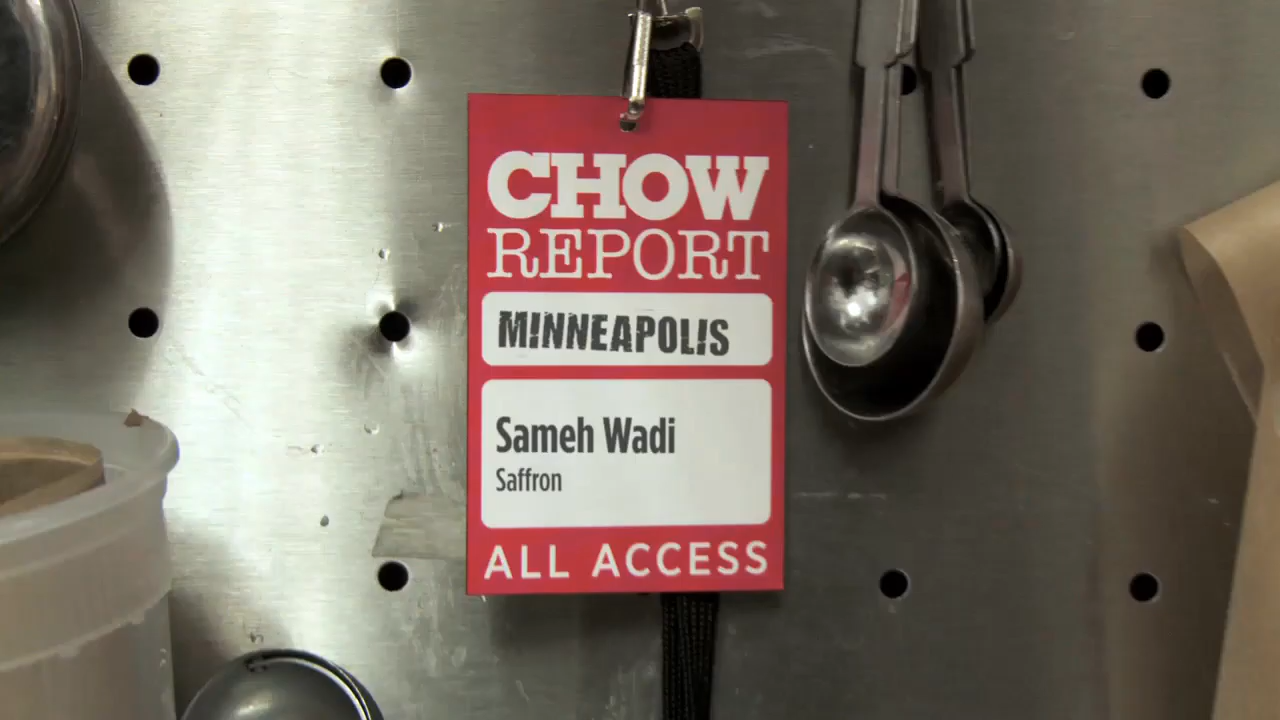 CHOW
REPORT
MINNEAPOLIS
Sameh Wadi
Saffron
ALL ACCESS